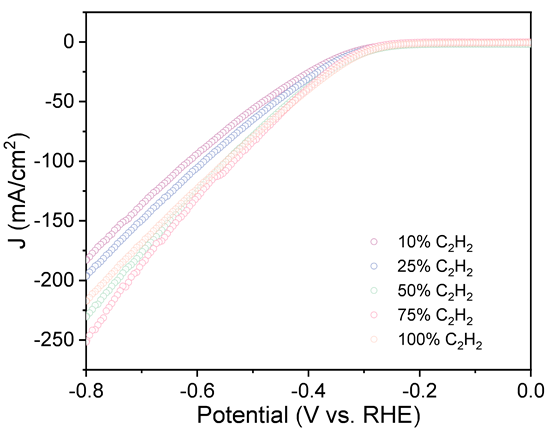 0
-50
-100
-150
-200
-250
J (mA/cm²)
10% C₂H₂
25% C₂H₂
50% C₂H₂
75% C₂H₂
100% C₂H₂
-0.8 -0.6 -0.4 -0.2 0.0
Potential (V vs. RHE)